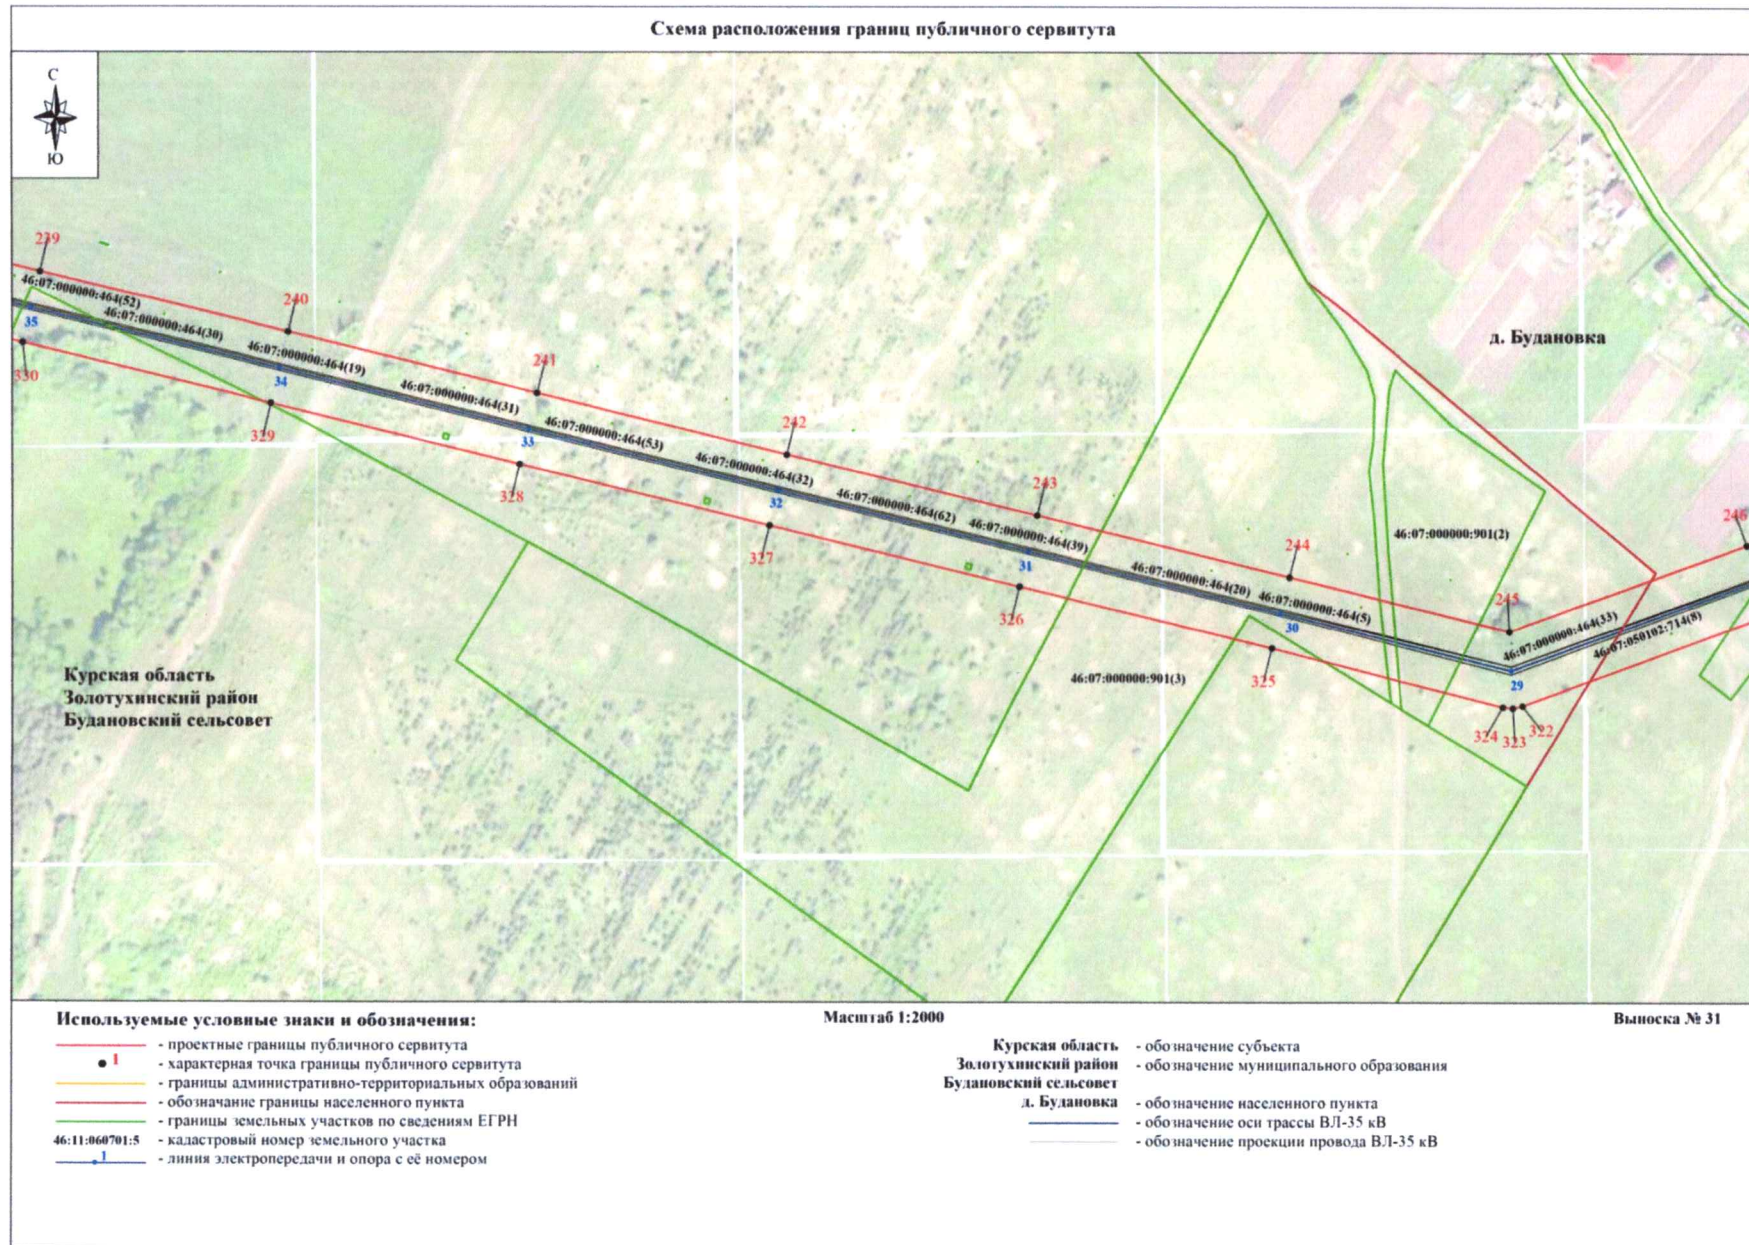 Схема расположения границ публичного сервитута
С
Ю
239
46:07:000000:464(52)
35
46:07:000000:464(30)
330
240
46:07:000000:464(19)
34
329
241
46:07:000000:464(31)
33
46:07:000000:464(53)
328
242
46:07:000000:464(32)
32
46:07:000000:464(62)
327
243
46:07:000000:464(39)
31
326
46:07:000000:464(20)
244
46:07:000000:464(5)
30
46:07:000000:901(3)
325
д. Будановка
46:07:000000:901(2)
246
245
46:07:000000:464(33)
46:07:050102:714(8)
29
324
323
322
Курская область
Золотухинский район
Будановский сельсовет
Используемые условные знаки и обозначения:
Масштаб 1:2000
Выноска № 31
- проектные границы публичного сервитута
1 - характерная точка границы публичного сервитута
- границы административно-территориальных образований
- обозначание границы населенного пункта
- границы земельных участков по сведениям ЕГРН
46:11:060701:5 - кадастровый номер земельного участка
1 - линия электропередачи и опора с её номером
Курская область - обозначение субъекта
Золотухинский район - обозначение муниципального образования
Будановский сельсовет
д. Будановка - обозначение населенного пункта
- обозначение оси трассы ВЛ-35 кВ
- обозначение проекции провода ВЛ-35 кВ